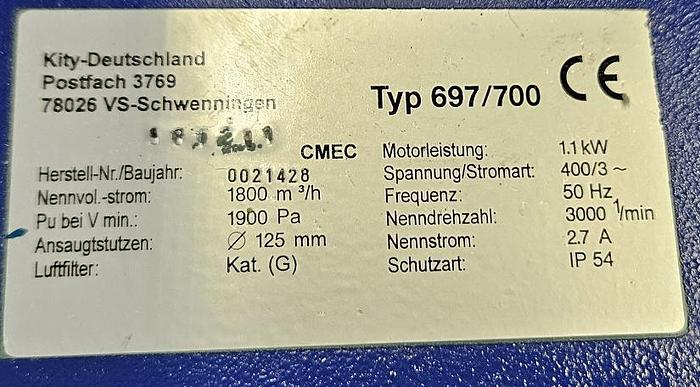 Kity-Deutschland
Postfach 3769
78026 VS-Schwenningen
Typ 697/700
CE
CMEC
Herstell-Nr./Baujahr: 0021428
Nennvol.-strom: 1800 m³/h
Pu bei V min.: 1900 Pa
Ansaugtstutzen: ∅ 125 mm
Luftfilter: Kat. (G)
Motorleistung: 1.1 kW
Spannung/Stromart: 400/3 ~
Frequenz: 50 Hz
Nenndrehzahl: 3000 1/min
Nennstrom: 2.7 A
Schutzart: IP 54